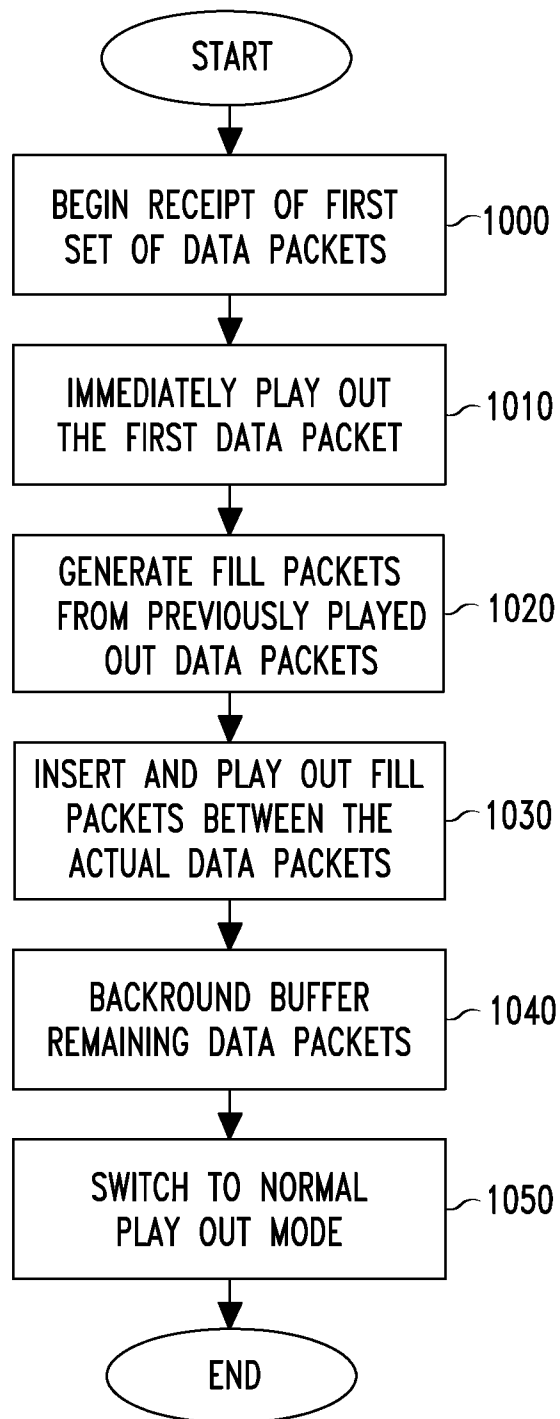 START
BEGIN RECEIPT OF FIRST
SET OF DATA PACKETS
1000
IMMEDIATELY PLAY OUT
THE FIRST DATA PACKET
1010
GENERATE FILL PACKETS
FROM PREVIOUSLY PLAYED
OUT DATA PACKETS
1020
INSERT AND PLAY OUT FILL
PACKETS BETWEEN THE
ACTUAL DATA PACKETS
1030
BACKROUND BUFFER
REMAINING DATA PACKETS
1040
SWITCH TO NORMAL
PLAY OUT MODE
1050
END